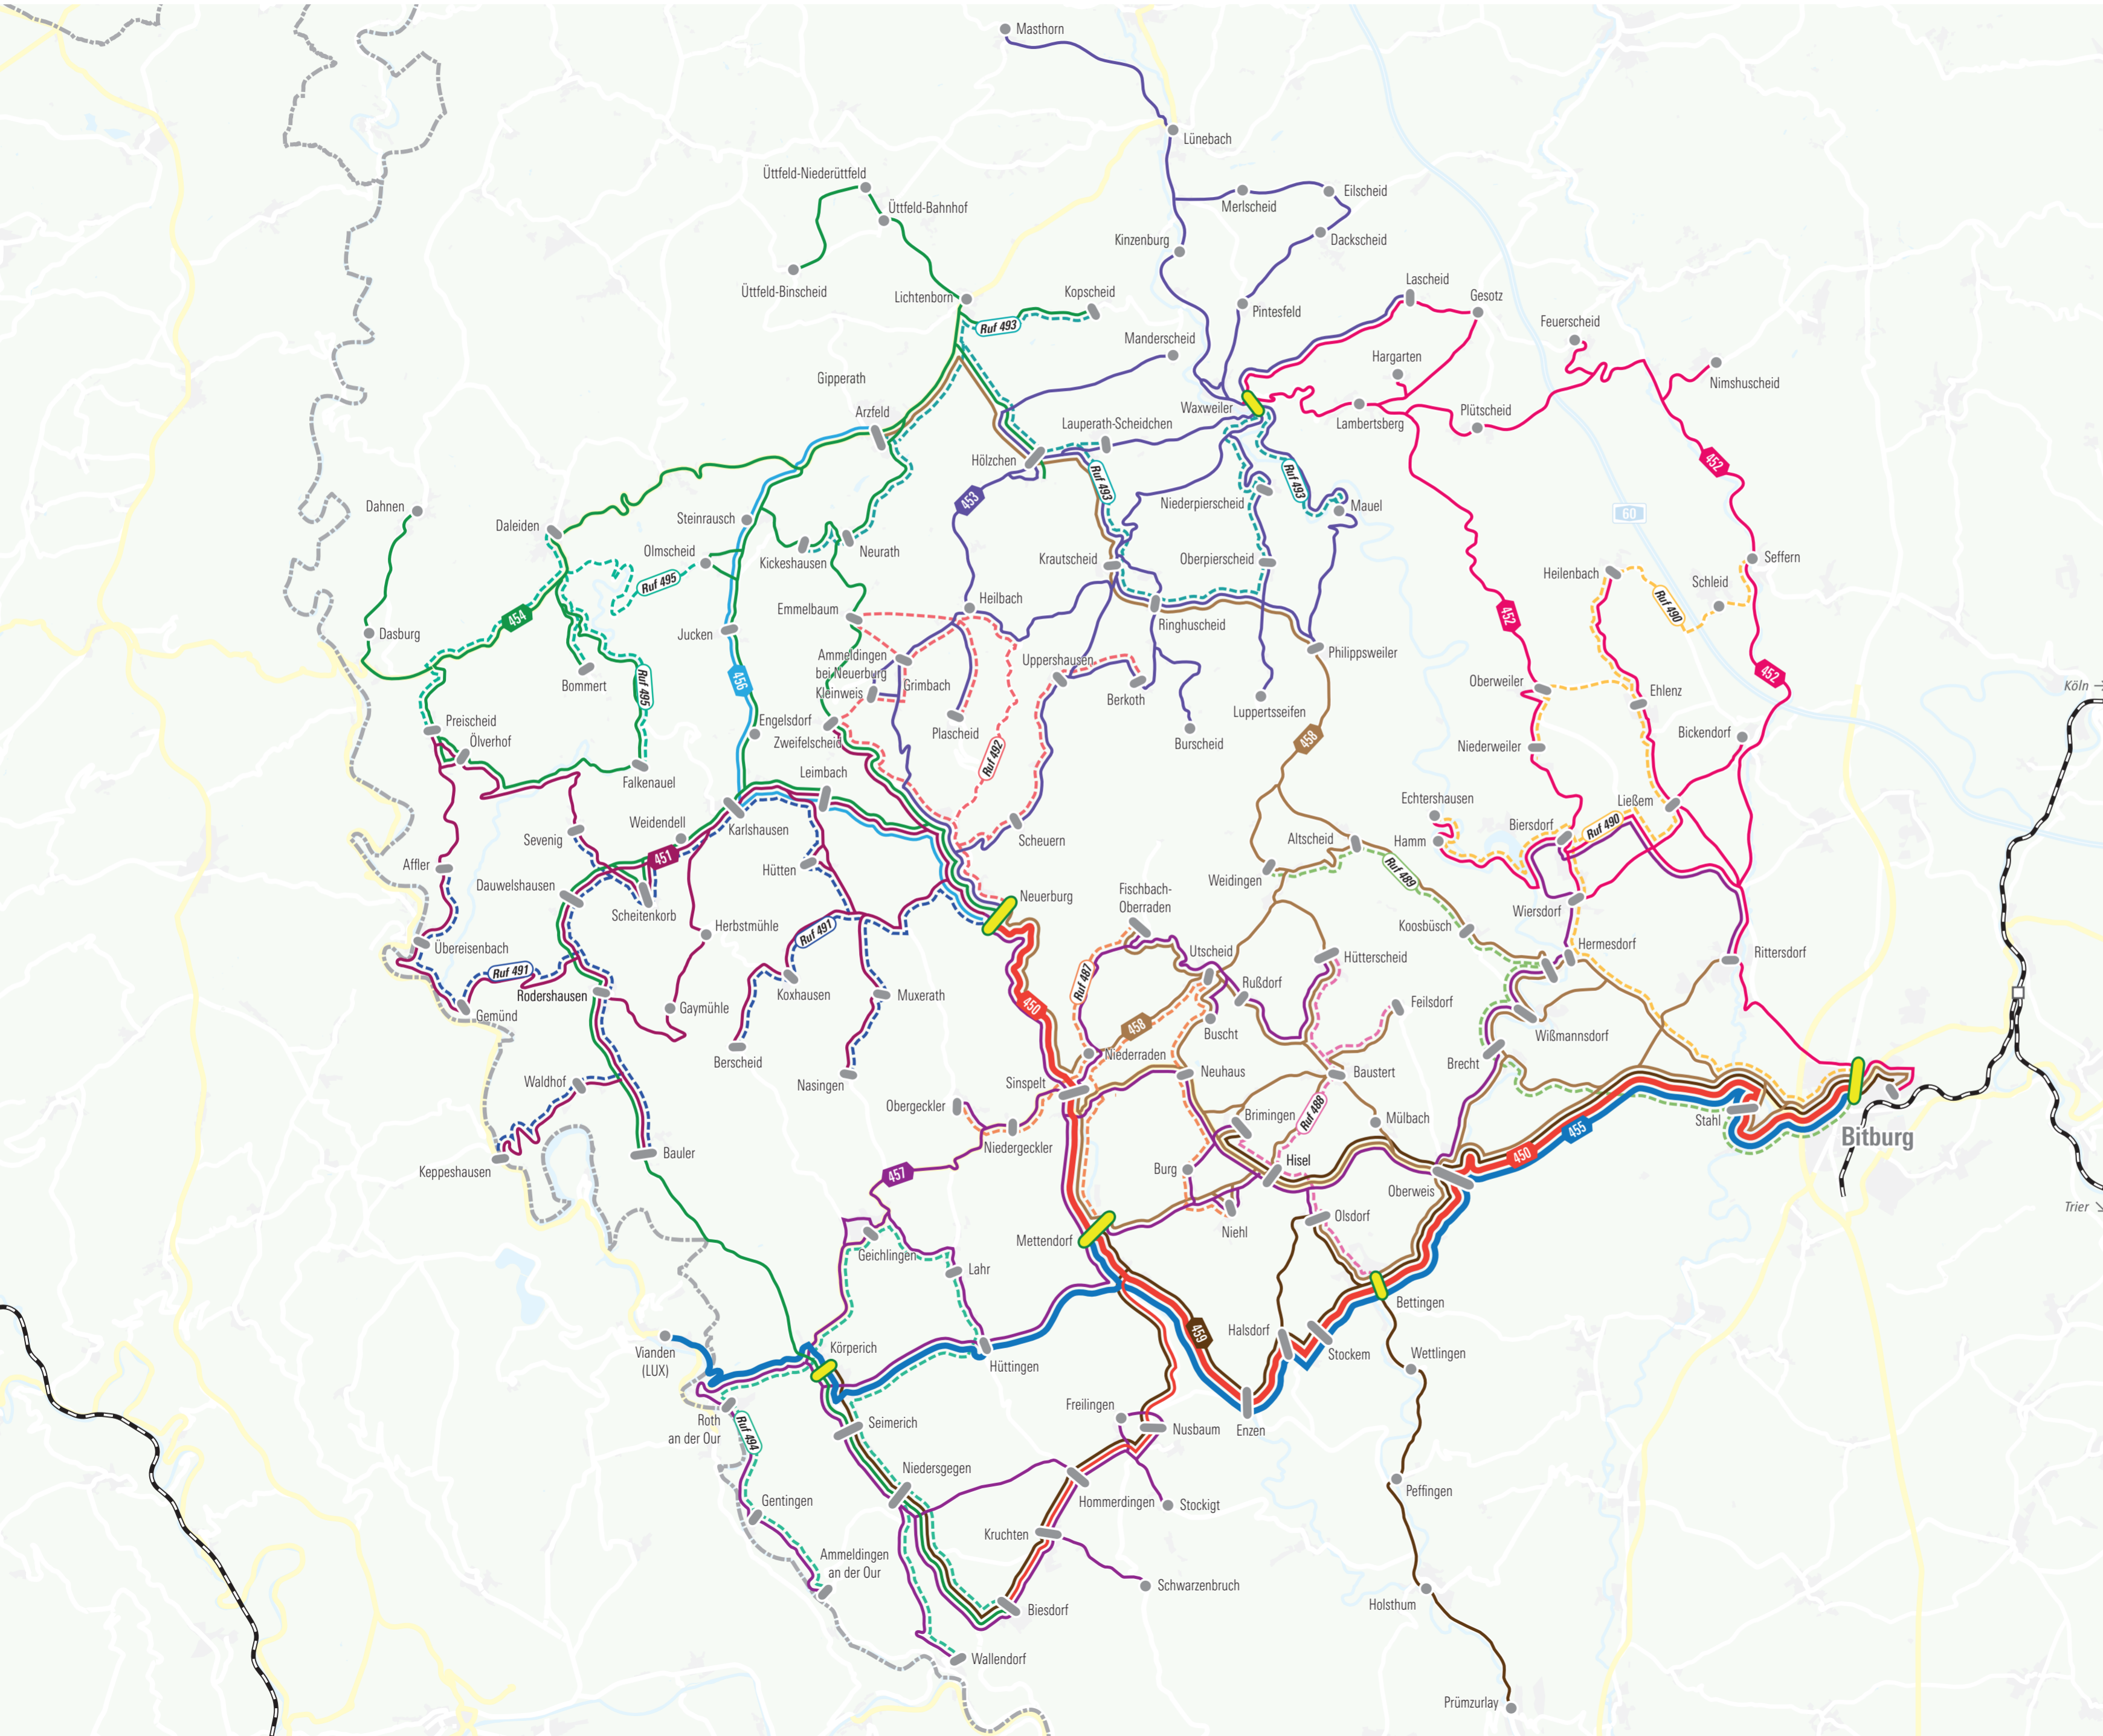 Masthorn
Lünebach
Üttfeld-Niederüttfeld
Üttfeld-Bahnhof
Merlscheid
Eilscheid
Kinzenburg
Dackscheid
Üttfeld-Binscheid
Lichtenborn
Kopscheid
Ruf 493
Pintesfeld
Lascheid
Gesotz
Manderscheid
Feuerscheid
Hargarten
Nimshuscheid
Gipperath
Arzfeld
Waxweiler
Lambertsberg
Plütscheid
Lauperath-Scheidchen
Hölzchen
452
Ruf 493
Ruf 493
453
Dahnen
Daleiden
Steinrausch
Niederpierscheid
Mauel
60
Olmscheid
Kickeshausen
Neurath
Krautscheid
Oberpierscheid
Seffern
Heilenbach
Schleid
Ruf 495
Ruf 490
454
Emmelbaum
Heilbach
Ringhuscheid
452
Dasburg
Jucken
Philippsweiler
Ammeldingen
bei Neuerburg
Uppershausen
452
Köln
Bommert
Ruf 495
456
Kleinweis
Grimbach
Berkoth
Luppertsseifen
Oberweiler
Ehlenz
Preischeid
Ölverhof
Engelsdorf
Zweifelscheid
Plascheid
Burscheid
458
Niederweiler
Bickendorf
Ruf 492
Falkenauel
Leimbach
Karlshausen
Echtershausen
Ließem
Sevenig
Weidendell
Scheuern
Altscheid
Hamm
Biersdorf
Ruf 490
451
Affler
Hütten
Dauwelshausen
Scheitenkorb
Weidingen
Ruf 489
Neuerburg
Fischbach-
Oberraden
Wiersdorf
Herbstmühle
Ruf 491
Koosbüsch
Übereisenbach
Utscheid
Hütterscheid
Hermesdorf
Rittersdorf
Ruf 491
Rodershausen
Koxhausen
Muxerath
450
Ruf 487
Rußdorf
Feilsdorf
Gemünd
Gaymühle
458
Buscht
Wißmannsdorf
Berscheid
Niederraden
Brecht
Waldhof
Nasingen
Sinspelt
Neuhaus
Baustert
Obergeckler
Ruf 488
Brimingen
Mülbach
Stahl
Bitburg
455
Niedergeckler
450
Keppeshausen
Bauler
457
Burg
Hisel
Oberweis
Trier
Mettendorf
Niehl
Olsdorf
Geichlingen
Lahr
Bettingen
459
Halsdorf
Vianden
(LUX)
Körperich
Hüttingen
Stockem
Wettlingen
Roth
an der Our
Ruf 494
Seimerich
Freilingen
Nusbaum
Enzen
Niedersgegen
Hommerdingen
Stockigt
Peffingen
Gentingen
Kruchten
Ammeldingen
an der Our
Schwarzenbruch
Biesdorf
Holsthum
Wallendorf
Prümzurlay